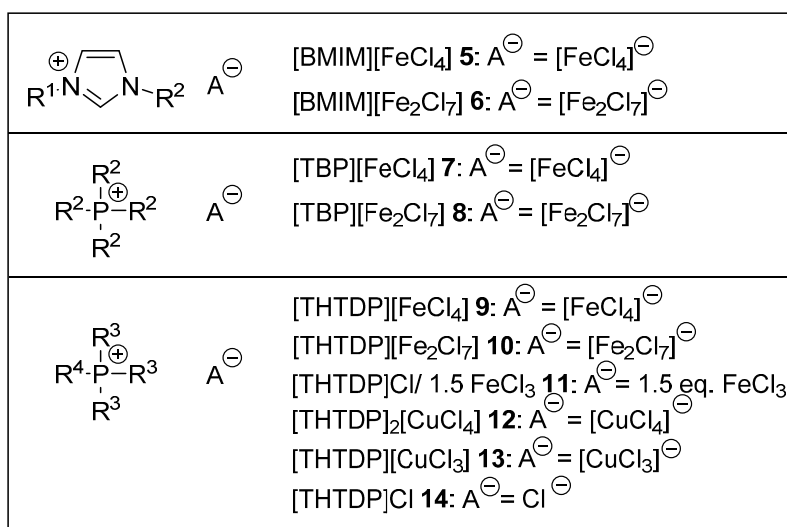 ⊕
R¹-N N-R² A⊖
[BMIM][FeCl₄] 5: A⊖ = [FeCl₄]⊖
[BMIM][Fe₂Cl₇] 6: A⊖ = [Fe₂Cl₇]⊖
R²
R²-P⊕-R² A⊖
R²
[TBP][FeCl₄] 7: A⊖ = [FeCl₄]⊖
[TBP][Fe₂Cl₇] 8: A⊖ = [Fe₂Cl₇]⊖
R³
R⁴-P⊕-R³ A⊖
R³
[THTDP][FeCl₄] 9: A⊖ = [FeCl₄]⊖
[THTDP][Fe₂Cl₇] 10: A⊖ = [Fe₂Cl₇]⊖
[THTDP]Cl/ 1.5 FeCl₃ 11: A⊖= 1.5 eq. FeCl₃
[THTDP]₂[CuCl₄] 12: A⊖ = [CuCl₄]⊖
[THTDP][CuCl₃] 13: A⊖ = [CuCl₃]⊖
[THTDP]Cl 14: A⊖= Cl⊖